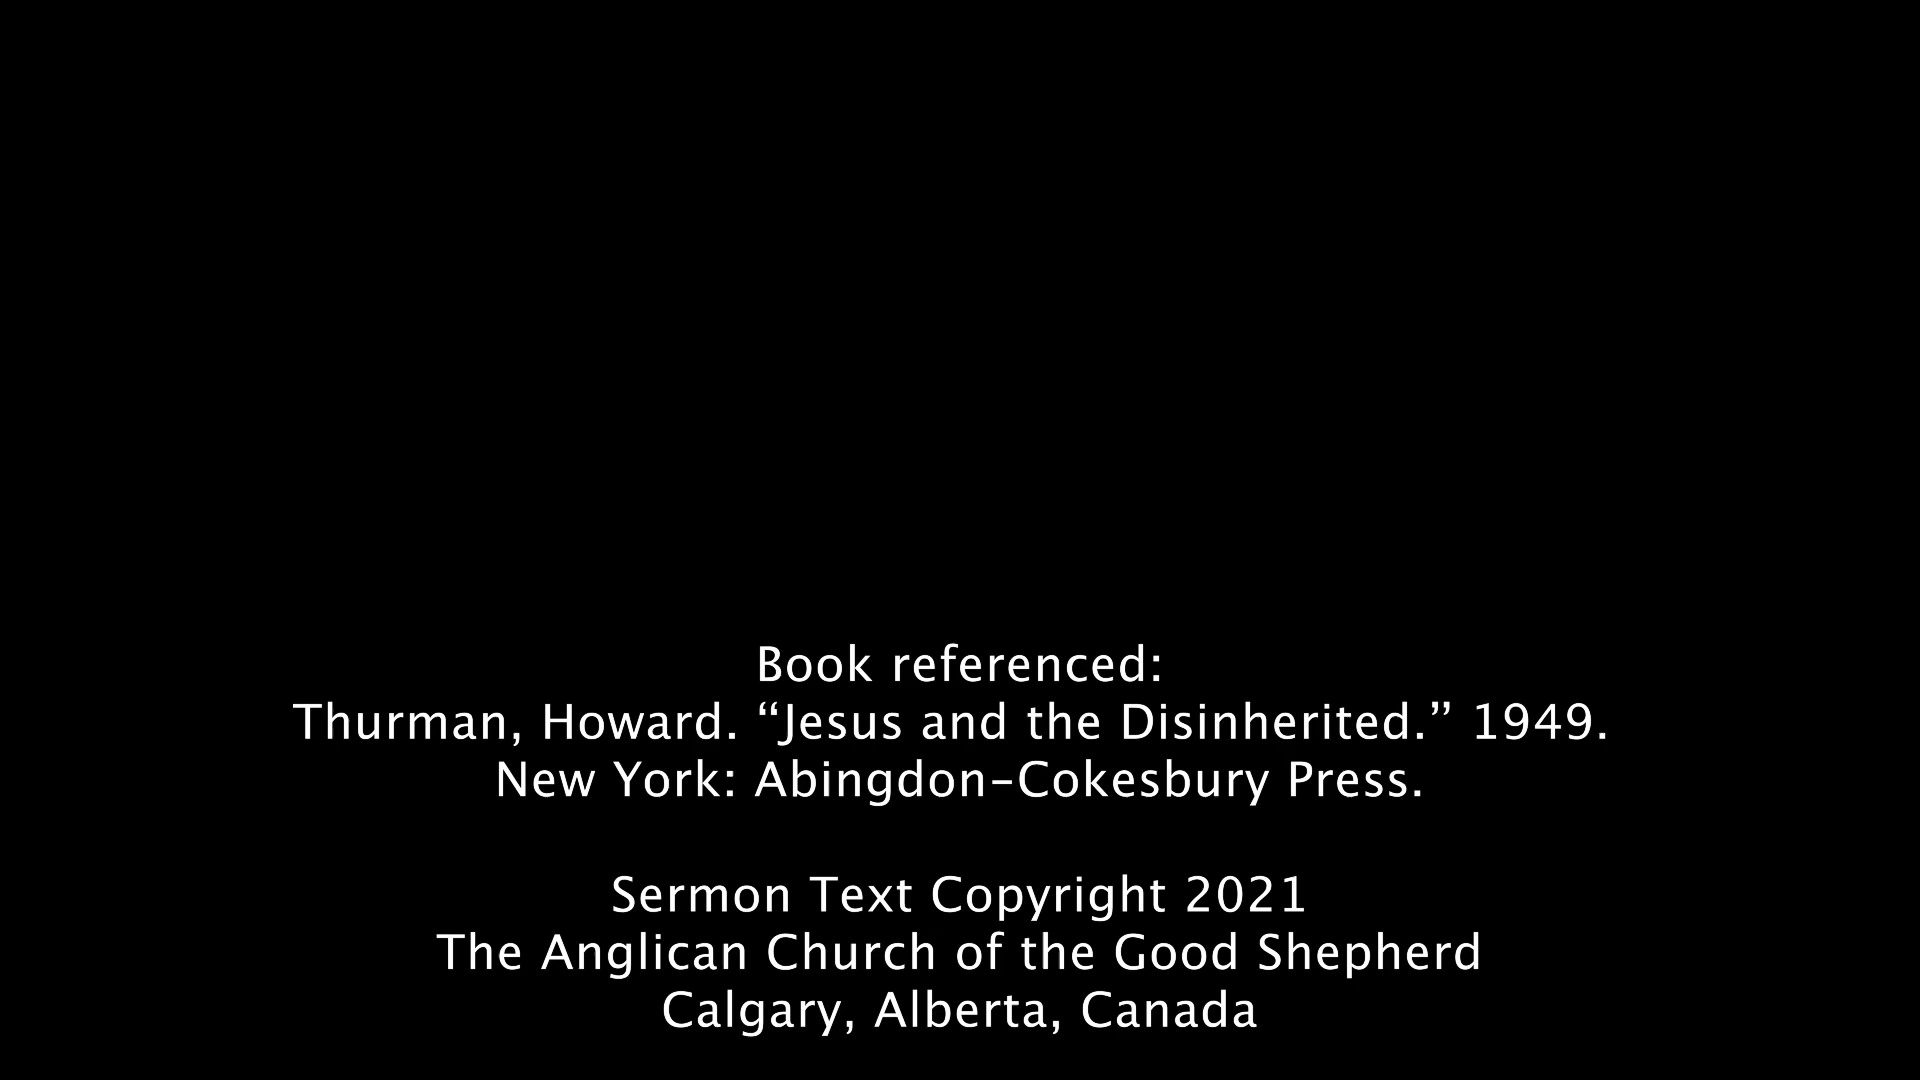 Book referenced:
Thurman, Howard. “Jesus and the Disinherited.” 1949.
New York: Abingdon-Cokesbury Press.
Sermon Text Copyright 2021
The Anglican Church of the Good Shepherd
Calgary, Alberta, Canada